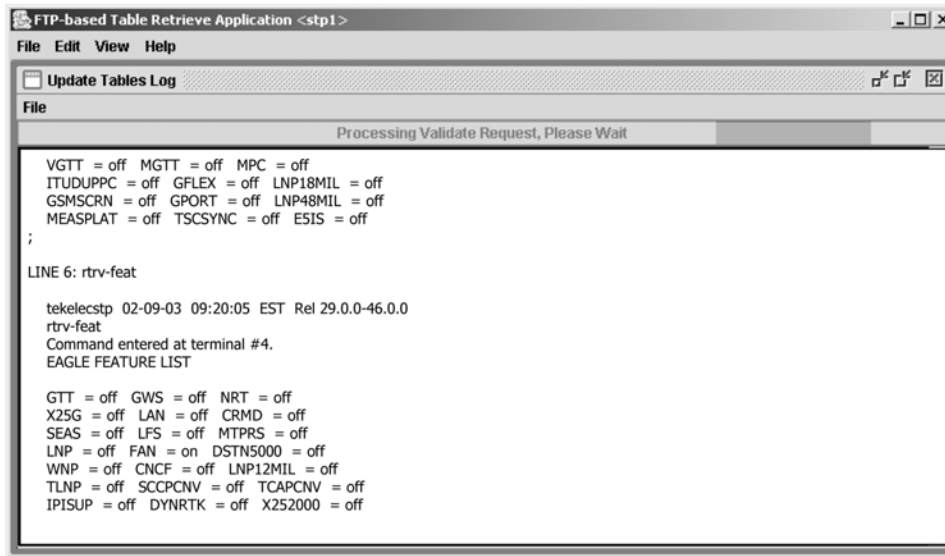 FTP-based Table Retrieve Application <stp1>
File Edit View Help
Update Tables Log
File
Processing Validate Request, Please Wait
VGTT = off MGTT = off MPC = off
ITUDUPPC = off GFLEX = off LNP18MIL = off
GSMSCRN = off GPORT = off LNP48MIL = off
MEASPLAT = off TSCSYNC = off E5IS = off
;
LINE 6: rtrv-feat
tekelecstp 02-09-03 09:20:05 EST Rel 29.0.0-46.0.0
rtrv-feat
Command entered at terminal #4.
EAGLE FEATURE LIST
GTT = off GWS = off NRT = off
X25G = off LAN = off CRMD = off
SEAS = off LFS = off MTPRS = off
LNP = off FAN = on DSTN5000 = off
WNP = off CNCF = off LNP12MIL = off
TLNP = off SCCPCNV = off TCAPCNV = off
IPISUP = off DYNRTK = off X252000 = off